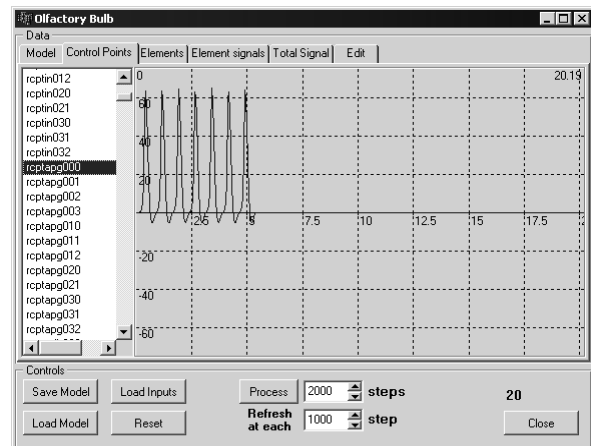 Olfactory Bulb
Data
Model Control Points Elements Element signals Total Signal Edit
rcptin012
rcptin020
rcptin021
rcptin030
rcptin031
rcptin032
rcptapg000
rcptapg001
rcptapg002
rcptapg003
rcptapg010
rcptapg011
rcptapg012
rcptapg020
rcptapg021
rcptapg030
rcptapg031
rcptapg032
0 20.19
60
40
20
2.5 5 7.5 10 12.5 15 17.5
-20
-40
-60
Controls
Save Model Load Inputs Process 2000 steps 20
Load Model Reset Refresh at each 1000 step Close